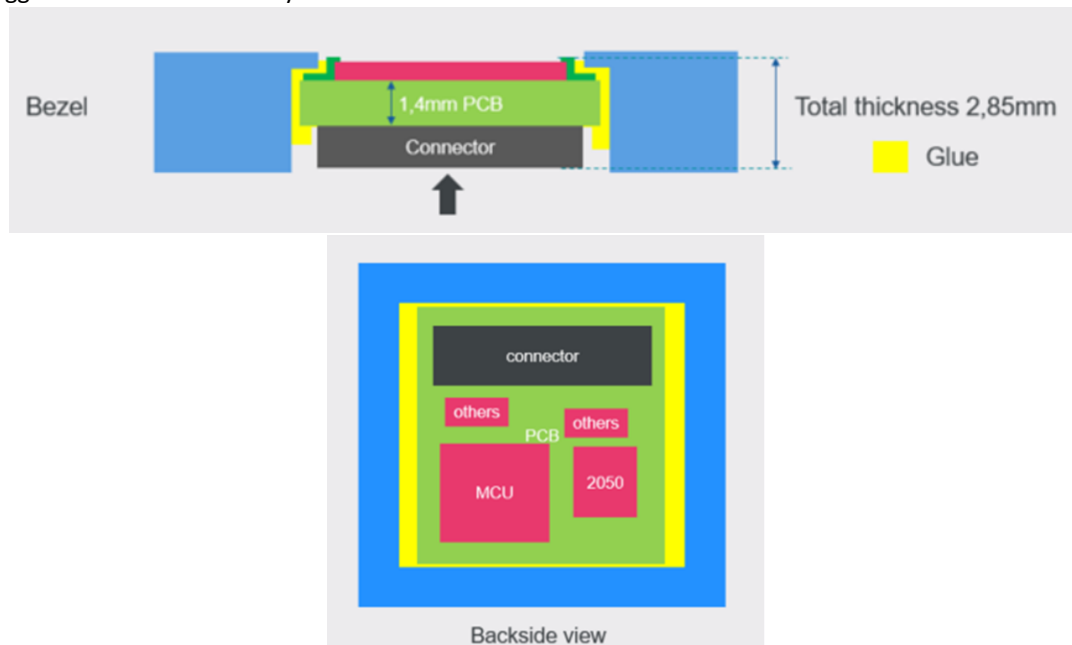 Bezel
1,4mm PCB
Connector
Total thickness 2,85mm
Glue
connector
others
others
PCB
MCU
2050
Backside view